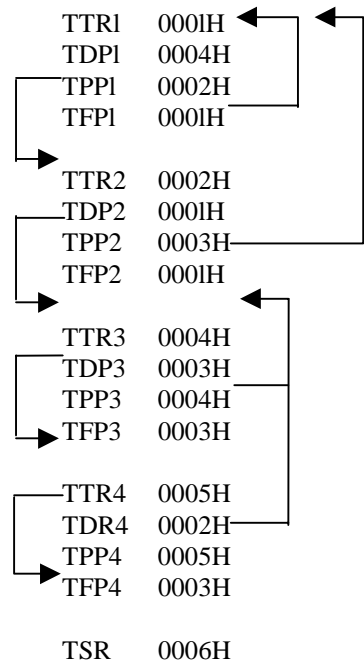 TTRl 000lH
TDPl 0004H
TPPl 0002H
TFPl 000lH
TTR2 0002H
TDP2 000lH
TPP2 0003H
TFP2 000lH
TTR3 0004H
TDP3 0003H
TPP3 0004H
TFP3 0003H
TTR4 0005H
TDR4 0002H
TPP4 0005H
TFP4 0003H
TSR 0006H